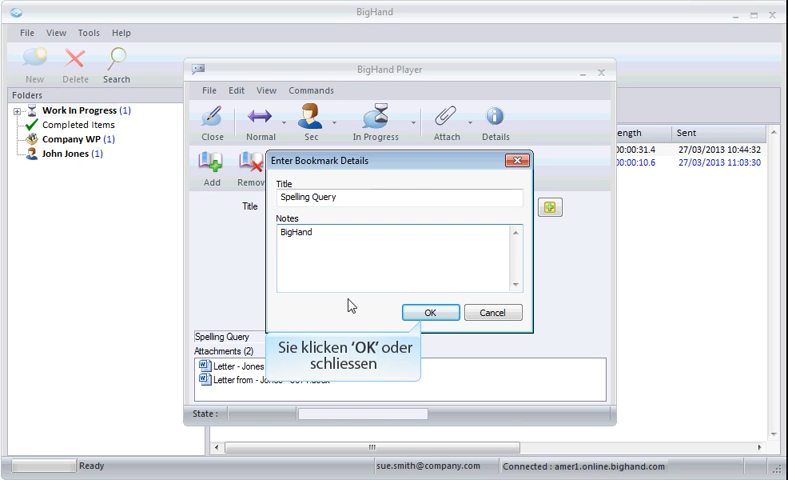 BigHand
File View Tools Help
New Delete Search
Folders
Work In Progress (1)
Completed Items
Company WP (1)
John Jones (1)
BigHand Player
File Edit View Commands
Close Normal Sec In Progress Attach Details
Add
Title
ength Sent
00:00:31.4 27/03/2013 10:44:32
00:00:10.6 27/03/2013 11:03:30
Enter Bookmark Details
Title
Spelling Query
Notes
BigHand
OK Cancel
Sie klicken 'OK' oder
schliessen
Spelling Query
Attachments (2)
Letter - Jones
Letter from -
State :
Ready sue.smith@company.com Connected : amer1.online.bighand.com